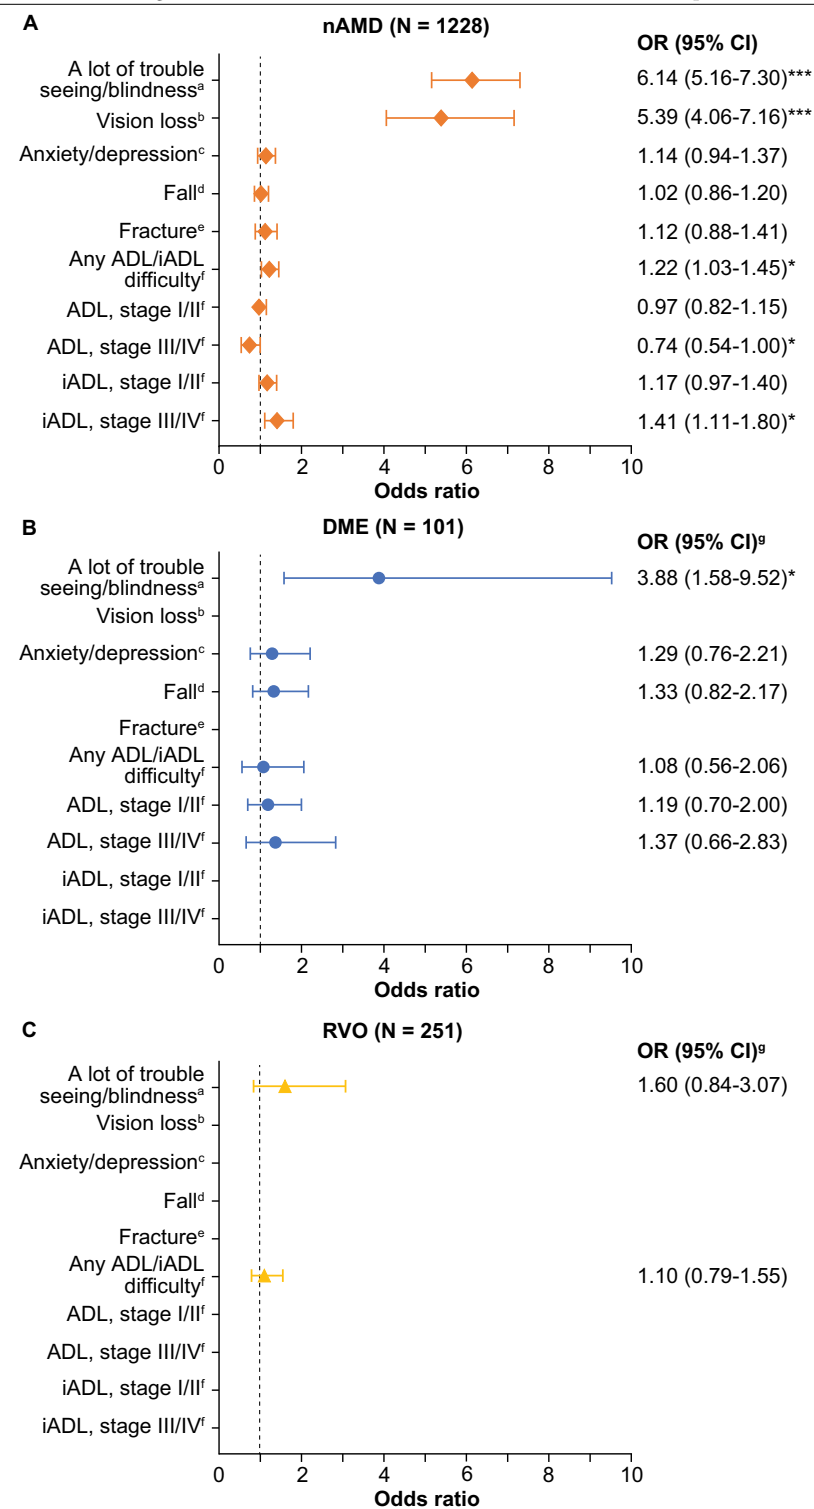 A
nAMD (N = 1228)
OR (95% CI)
A lot of trouble
seeing/blindnessᵃ
6.14 (5.16-7.30)***
Vision lossᵇ
5.39 (4.06-7.16)***
Anxiety/depressionᶜ
1.14 (0.94-1.37)
Fallᵈ
1.02 (0.86-1.20)
Fractureᵉ
1.12 (0.88-1.41)
Any ADL/iADL
difficultyᶠ
1.22 (1.03-1.45)*
ADL, stage I/IIᶠ
0.97 (0.82-1.15)
ADL, stage III/IVᶠ
0.74 (0.54-1.00)*
iADL, stage I/IIᶠ
1.17 (0.97-1.40)
iADL, stage III/IVᶠ
1.41 (1.11-1.80)*
0 2 4 6 8 10
Odds ratio
B
DME (N = 101)
OR (95% CI)ᵍ
A lot of trouble
seeing/blindnessᵃ
3.88 (1.58-9.52)*
Vision lossᵇ
Anxiety/depressionᶜ
1.29 (0.76-2.21)
Fallᵈ
1.33 (0.82-2.17)
Fractureᵉ
Any ADL/iADL
difficultyᶠ
1.08 (0.56-2.06)
ADL, stage I/IIᶠ
1.19 (0.70-2.00)
ADL, stage III/IVᶠ
1.37 (0.66-2.83)
iADL, stage I/IIᶠ
iADL, stage III/IVᶠ
0 2 4 6 8 10
Odds ratio
C
RVO (N = 251)
OR (95% CI)ᵍ
A lot of trouble
seeing/blindnessᵃ
1.60 (0.84-3.07)
Vision lossᵇ
Anxiety/depressionᶜ
Fallᵈ
Fractureᵉ
Any ADL/iADL
difficultyᶠ
1.10 (0.79-1.55)
ADL, stage I/IIᶠ
ADL, stage III/IVᶠ
iADL, stage I/IIᶠ
iADL, stage III/IVᶠ
0 2 4 6 8 10
Odds ratio